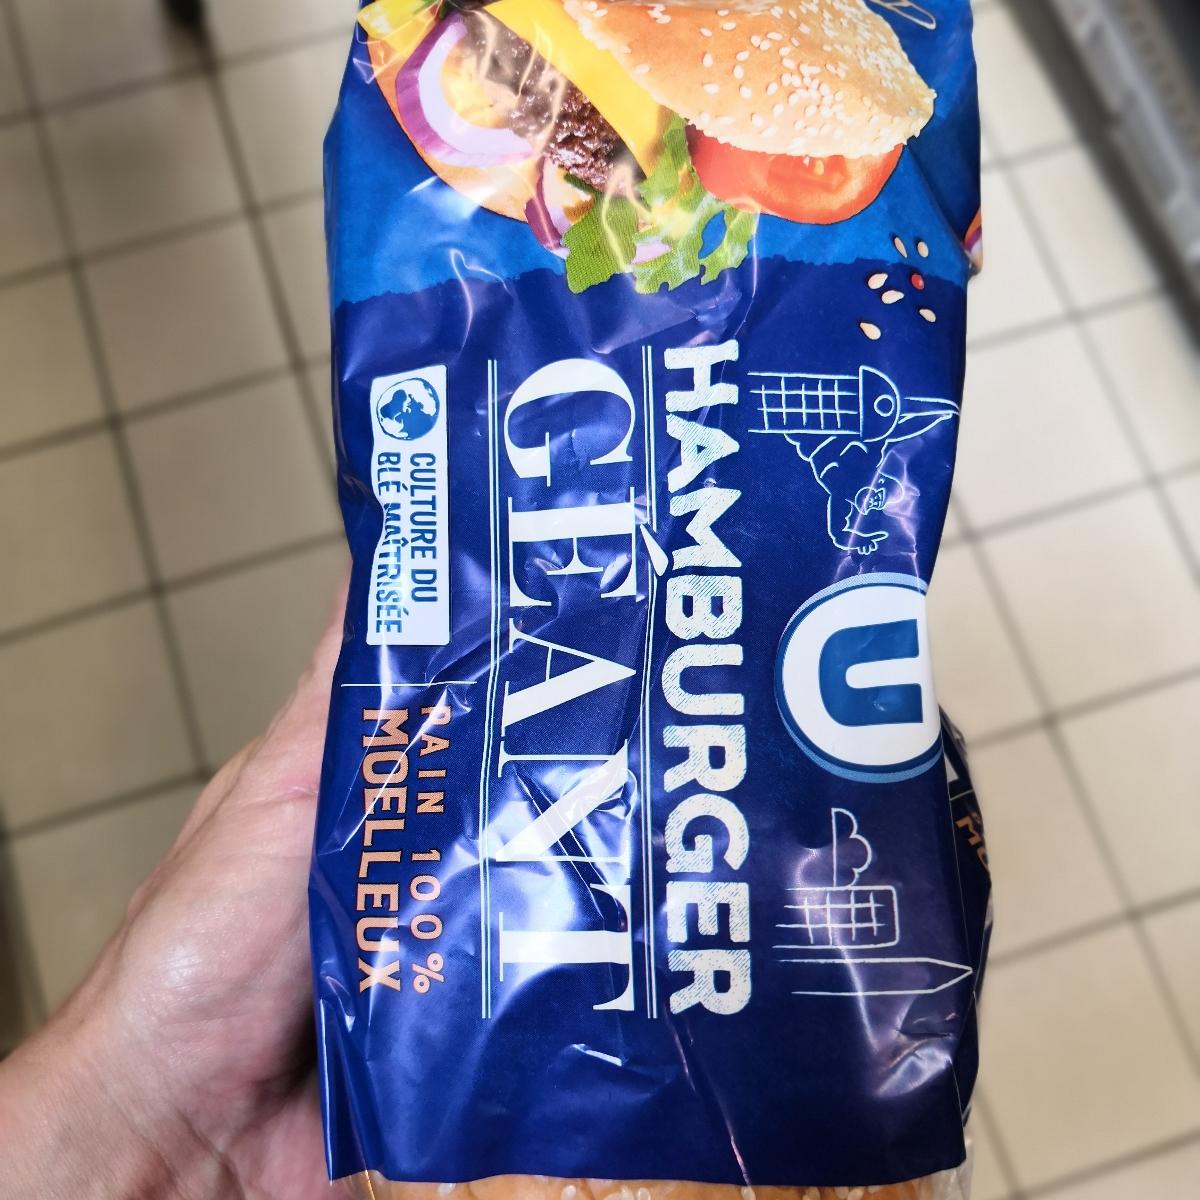 U
HAMBURGER
GÉANT
CULTURE DU
BLÉ MAÎTRISÉE
PAIN 100%
MOELLEUX